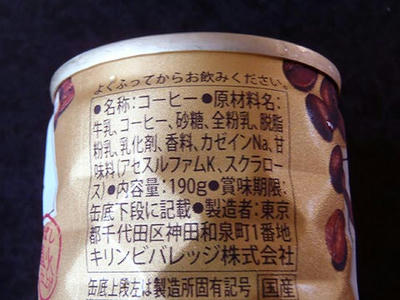 よくふってからお飲みください。
●名称:コーヒー●原材料名:
牛乳、コーヒー、砂糖、全粉乳、脱脂
粉乳、乳化剤、香料、カゼインNa、甘
味料(アセスルファムK、スクラロ
ース)●内容量:190g●賞味期限:
缶底下段に記載●製造者:東京
都千代田区神田和泉町1番地
キリンビバレッジ株式会社
缶底上段左は製造所固有記号 国産